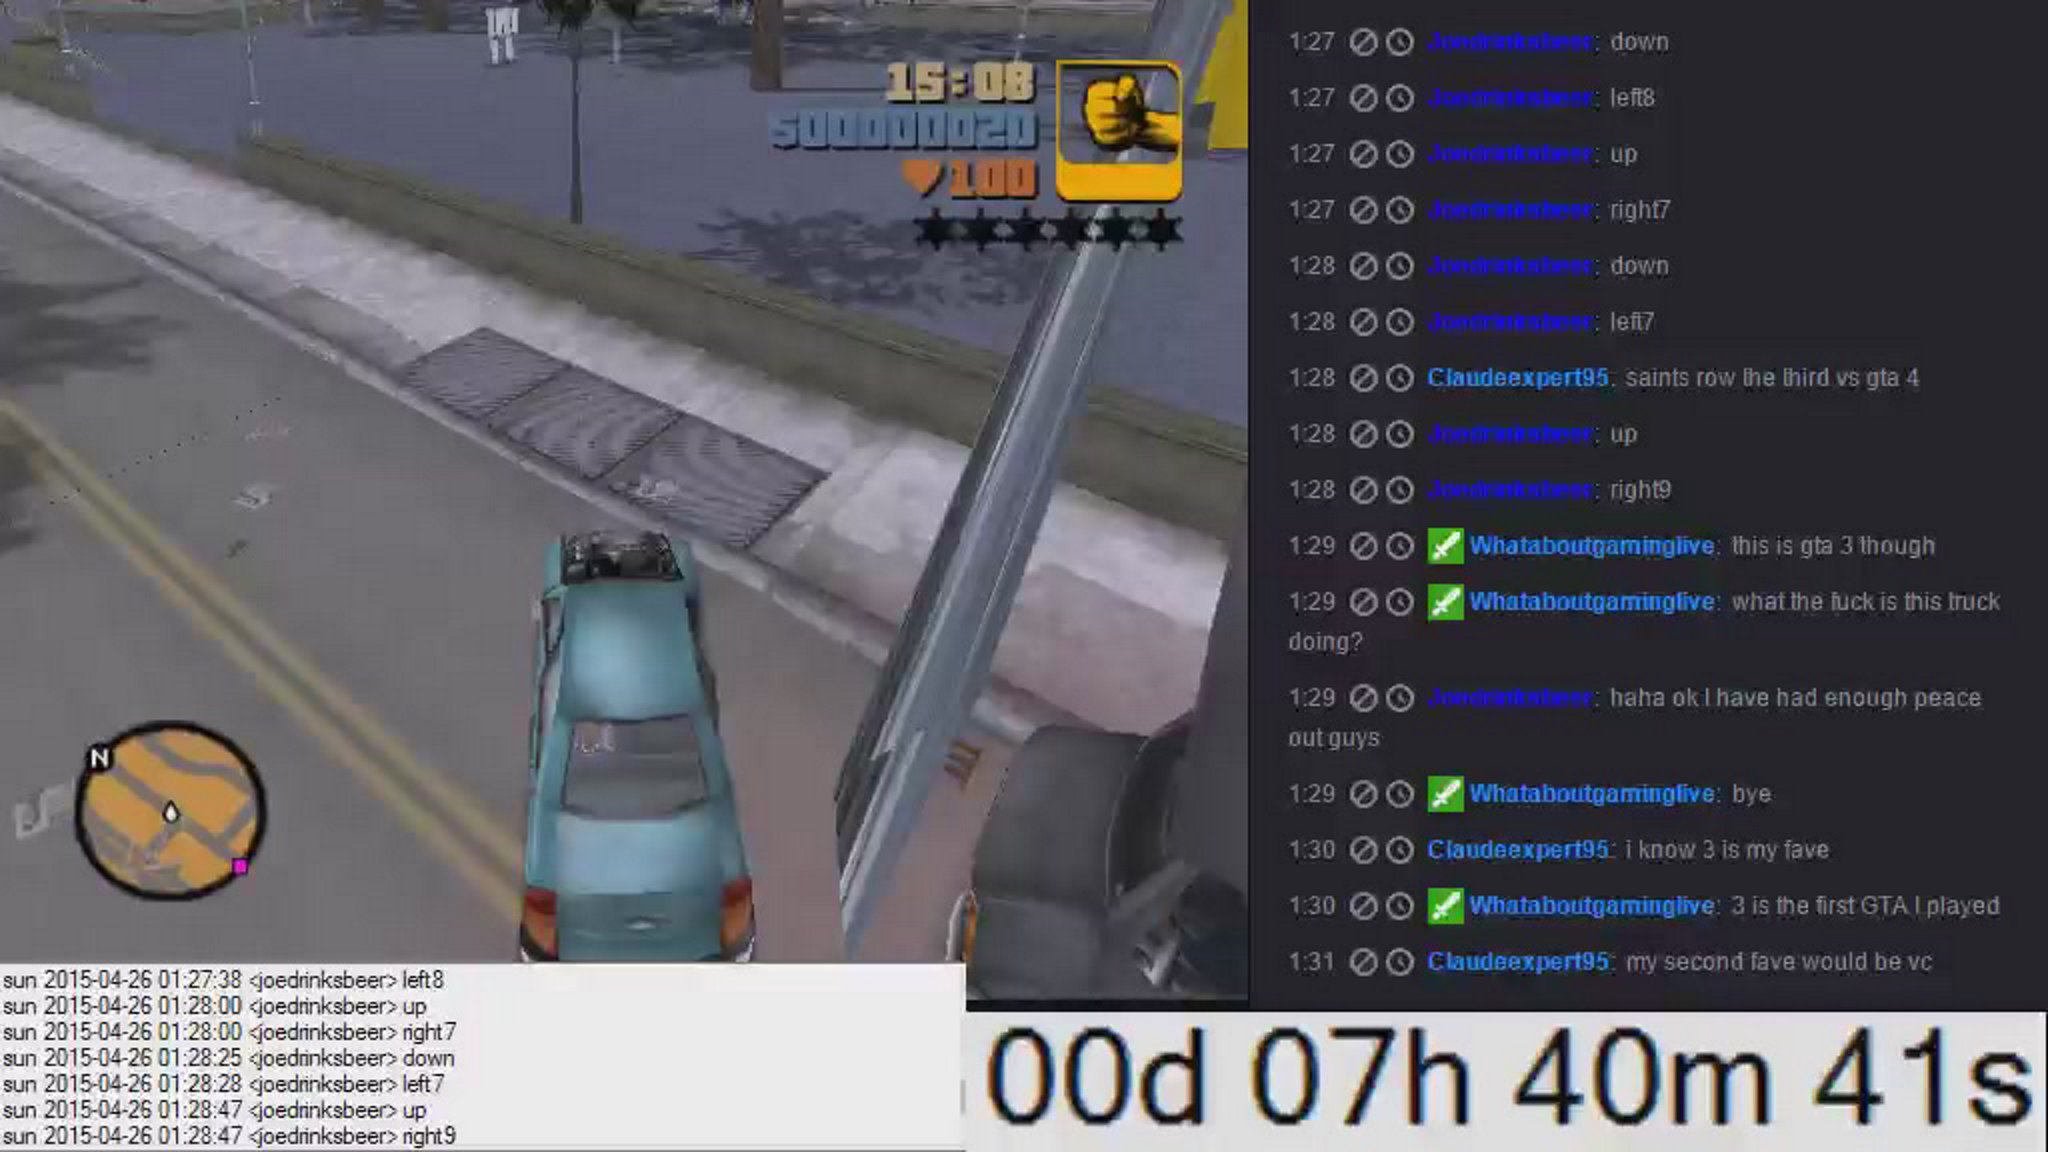 15:08
$00000020
100
N
1:27 Joedrinksbeer: down
1:27 Joedrinksbeer: left8
1:27 Joedrinksbeer: up
1:27 Joedrinksbeer: right7
1:28 Joedrinksbeer: down
1:28 Joedrinksbeer: left7
1:28 Claudeexpert95: saints row the third vs gta 4
1:28 Joedrinksbeer: up
1:28 Joedrinksbeer: right9
1:29 Whataboutgaminglive: this is gta 3 though
1:29 Whataboutgaminglive: what the fuck is this truck
doing?
1:29 Joedrinksbeer: haha ok I have had enough peace
out guys
1:29 Whataboutgaminglive: bye
1:30 Claudeexpert95: i know 3 is my fave
1:30 Whataboutgaminglive: 3 is the first GTA I played
1:31 Claudeexpert95: my second fave would be vc
sun 2015-04-26 01:27:38 <joedrinksbeer> left8
sun 2015-04-26 01:28:00 <joedrinksbeer> up
sun 2015-04-26 01:28:00 <joedrinksbeer> right7
sun 2015-04-26 01:28:25 <joedrinksbeer> down
sun 2015-04-26 01:28:28 <joedrinksbeer> left7
sun 2015-04-26 01:28:47 <joedrinksbeer> up
sun 2015-04-26 01:28:47 <joedrinksbeer> right9
00d 07h 40m 41s